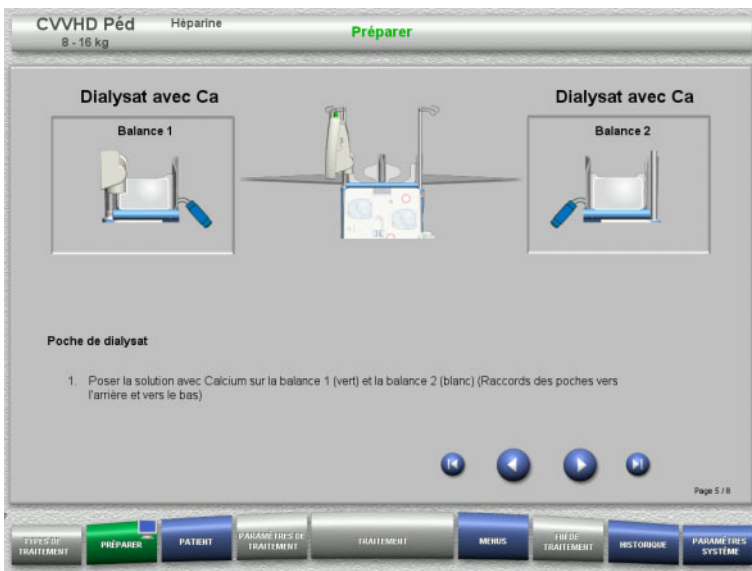 CVVHD Péd
Héparine
Préparer
8 - 16 kg
Dialysat avec Ca
Dialysat avec Ca
Balance 1
Balance 2
Poche de dialysat
1. Poser la solution avec Calcium sur la balance 1 (vert) et la balance 2 (blanc) (Raccords des poches vers
l'arrière et vers le bas)
Page 5 / 8
TYPES DE TRAITEMENT
PRÉPARER
PATIENT
PARAMÈTRES DE TRAITEMENT
TRAITEMENT
MENUS
FIN DE TRAITEMENT
HISTORIQUE
PARAMÈTRES SYSTÈME